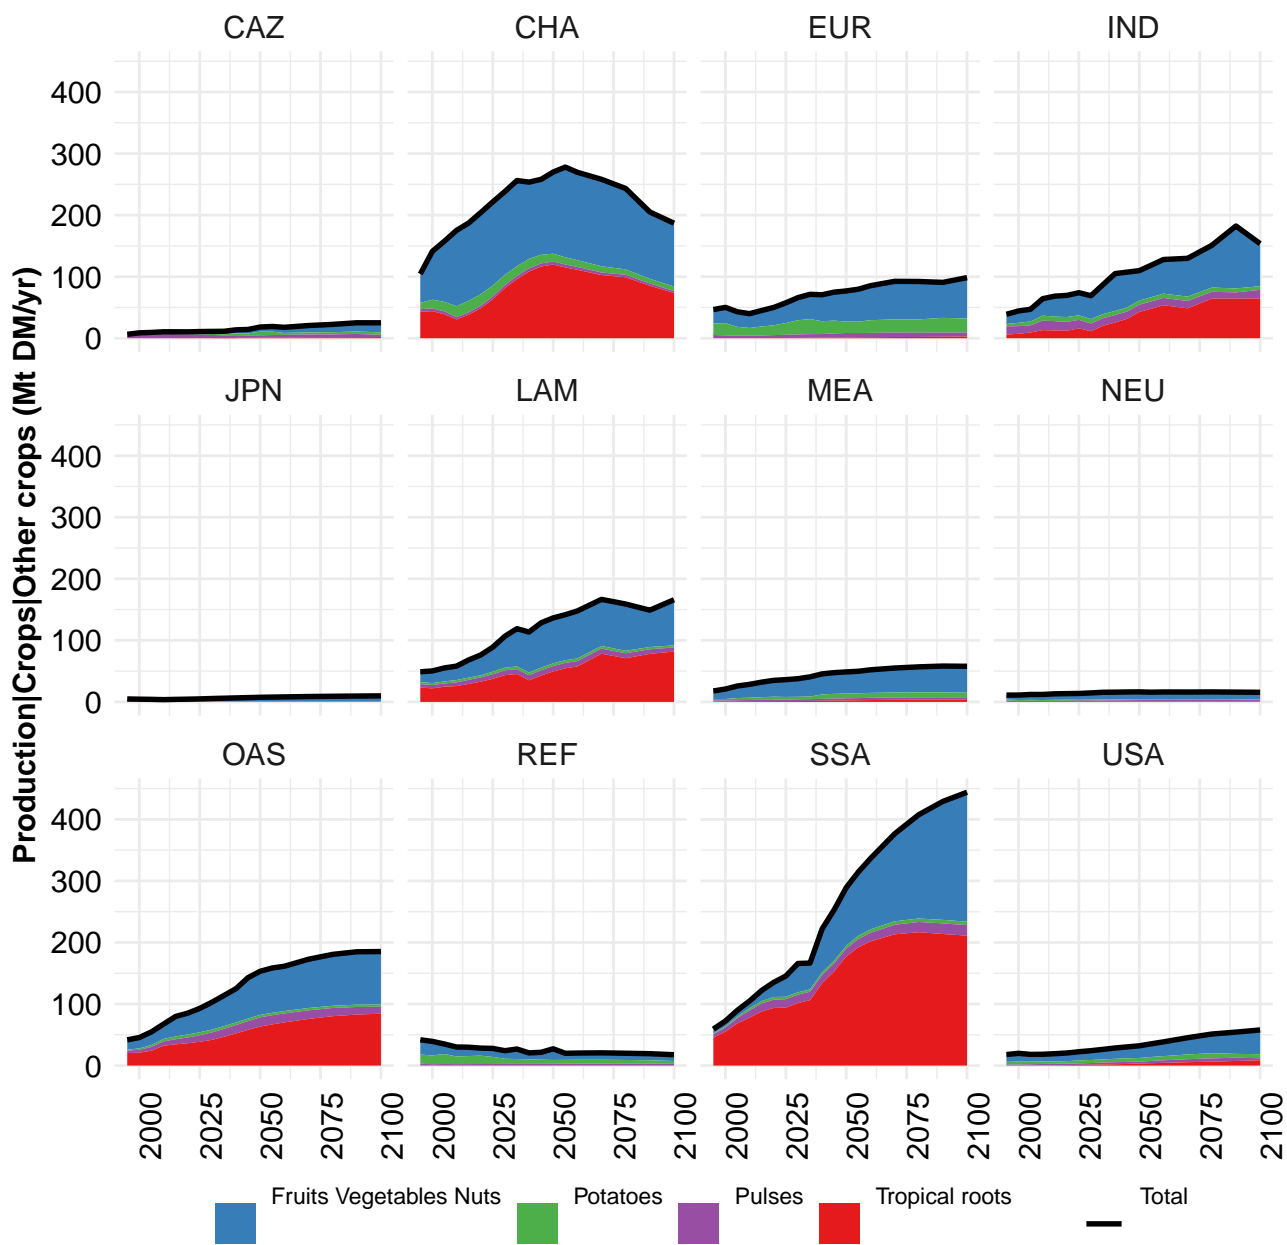 CAZ CHA EUR IND
400
300
200
100
0
JPN LAM MEA NEU
400
300
200
100
0
OAS REF SSA USA
400
300
200
100
0
Production|Crops|Other crops (Mt DM/yr)
2000 2025 2050 2075 2100 2000 2025 2050 2075 2100 2000 2025 2050 2075 2100 2000 2025 2050 2075 2100
Fruits Vegetables Nuts Potatoes Pulses Tropical roots Total